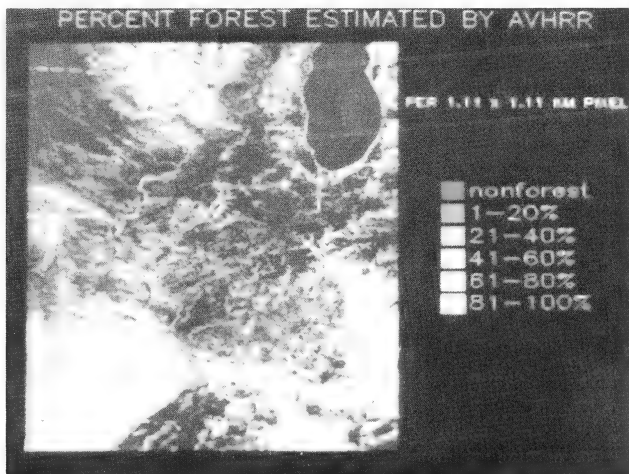 PERCENT FOREST ESTIMATED BY AVHRR
PER 1.11 X 1.11 KM PIXEL
nonforest
1-20%
21-40%
41-60%
61-80%
81-100%